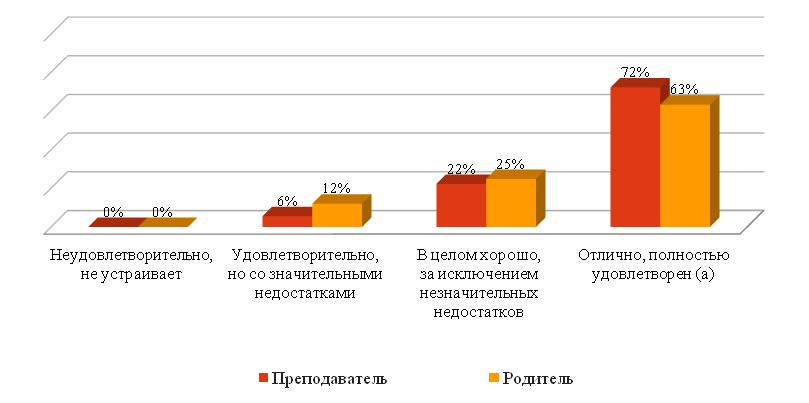 72%
63%
22%
25%
6%
12%
0%
0%
Неудовлетворительно,
не устраивает
Удовлетворительно,
но со значительными
недостатками
В целом хорошо,
за исключением
незначительных
недостатков
Отлично, полностью
удовлетворен (а)
Преподаватель
Родитель